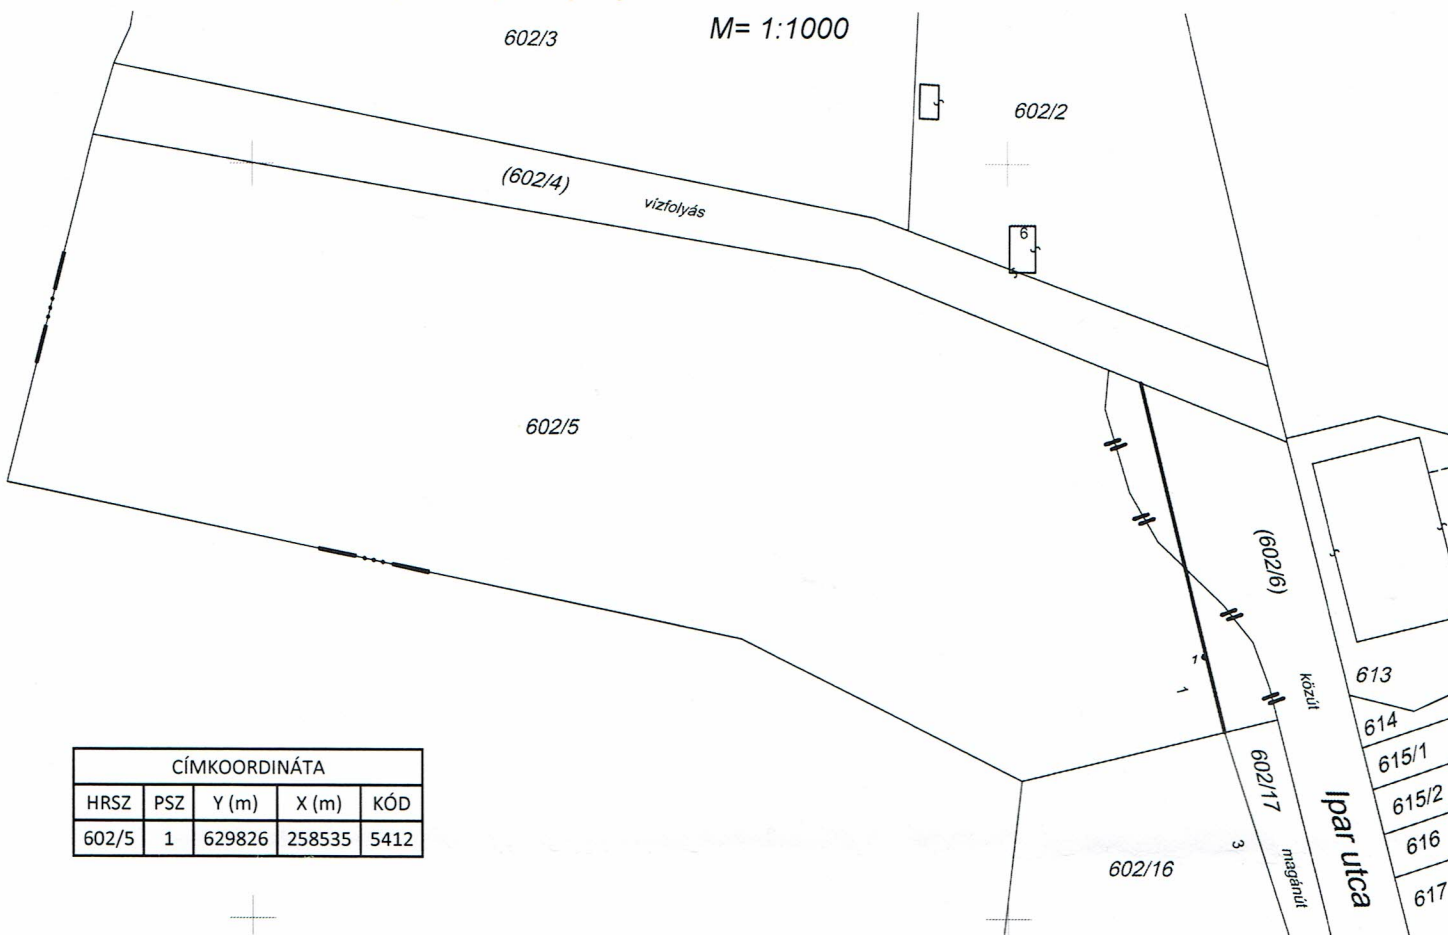 M= 1:1000
602/3
602/2
(602/4)
vízfolyás
6
602/5
(602/6)
1
1
közút
613
614
615/1
615/2
616
617
602/17
magánút
3
Ipar utca
602/16
CÍMKOORDINÁTA
HRSZ PSZ Y (m) X (m) KÓD
602/5 1 629826 258535 5412